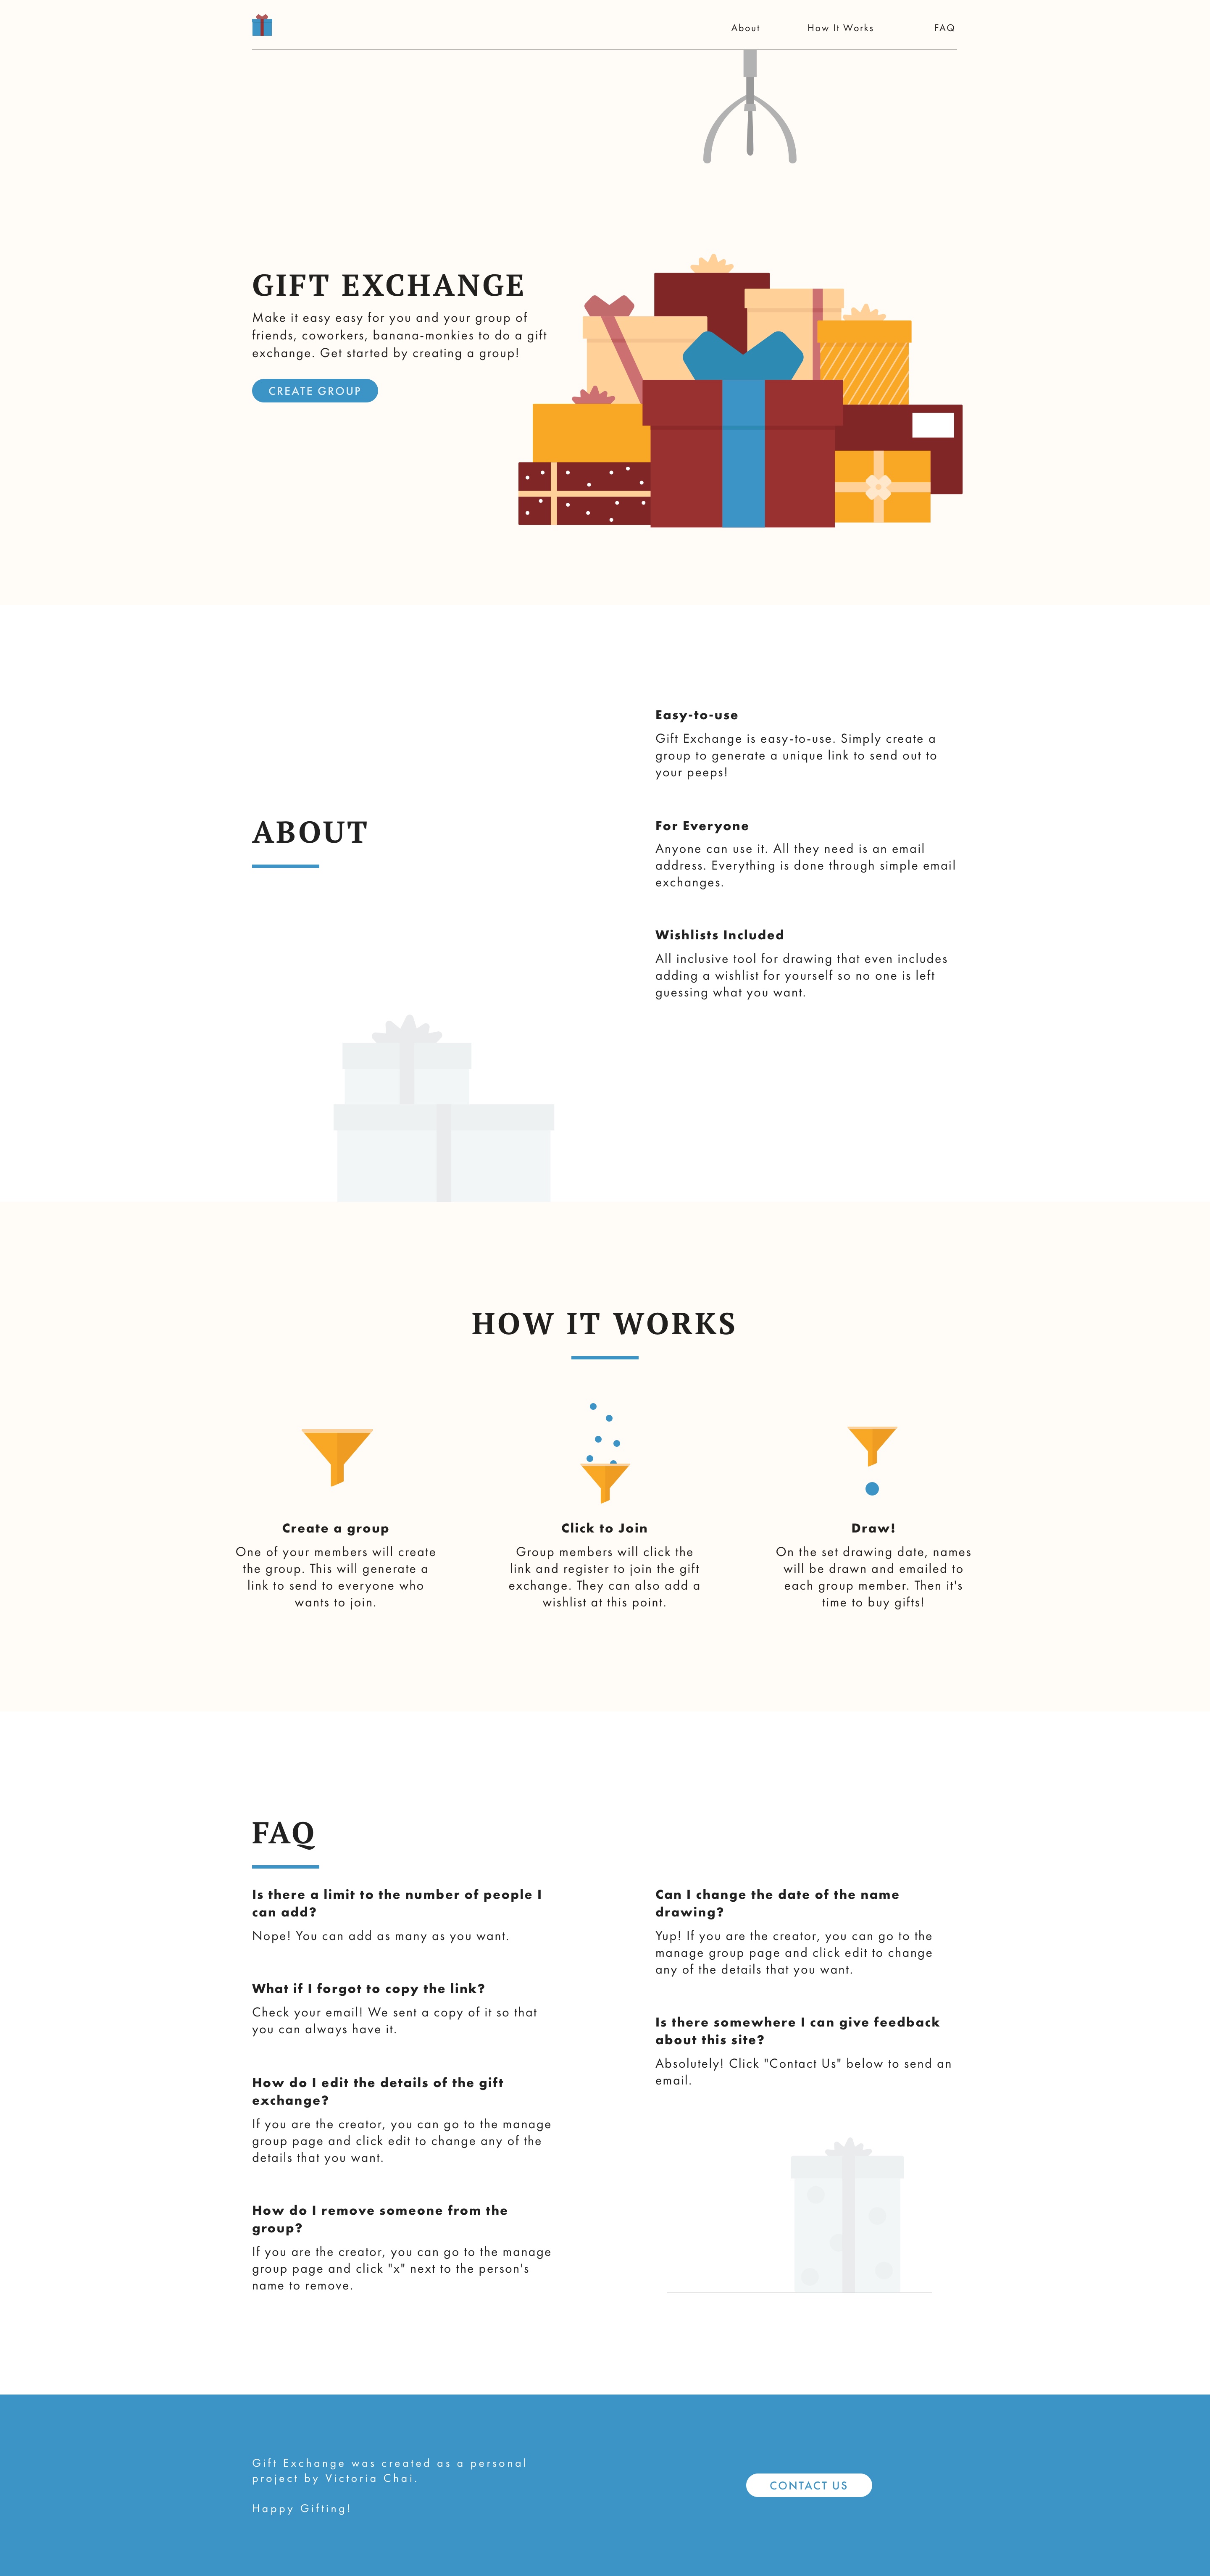 About
How It Works
FAQ
GIFT EXCHANGE
Make it easy easy for you and your group of
friends, coworkers, banana-monkies to do a gift
exchange. Get started by creating a group!
CREATE GROUP
ABOUT
Easy-to-use
Gift Exchange is easy-to-use. Simply create a
group to generate a unique link to send out to
your peeps!
For Everyone
Anyone can use it. All they need is an email
address. Everything is done through simple email
exchanges.
Wishlists Included
All inclusive tool for drawing that even includes
adding a wishlist for yourself so no one is left
guessing what you want.
HOW IT WORKS
Create a group
One of your members will create
the group. This will generate a
link to send to everyone who
wants to join.
Click to Join
Group members will click the
link and register to join the gift
exchange. They can also add a
wishlist at this point.
Draw!
On the set drawing date, names
will be drawn and emailed to
each group member. Then it's
time to buy gifts!
FAQ
Is there a limit to the number of people I
can add?
Nope! You can add as many as you want.
What if I forgot to copy the link?
Check your email! We sent a copy of it so that
you can always have it.
How do I edit the details of the gift
exchange?
If you are the creator, you can go to the manage
group page and click edit to change any of the
details that you want.
How do I remove someone from the
group?
If you are the creator, you can go to the manage
group page and click "x" next to the person's
name to remove.
Can I change the date of the name
drawing?
Yup! If you are the creator, you can go to the
manage group page and click edit to change
any of the details that you want.
Is there somewhere I can give feedback
about this site?
Absolutely! Click "Contact Us" below to send an
email.
Gift Exchange was created as a personal
project by Victoria Chai.
Happy Gifting!
CONTACT US